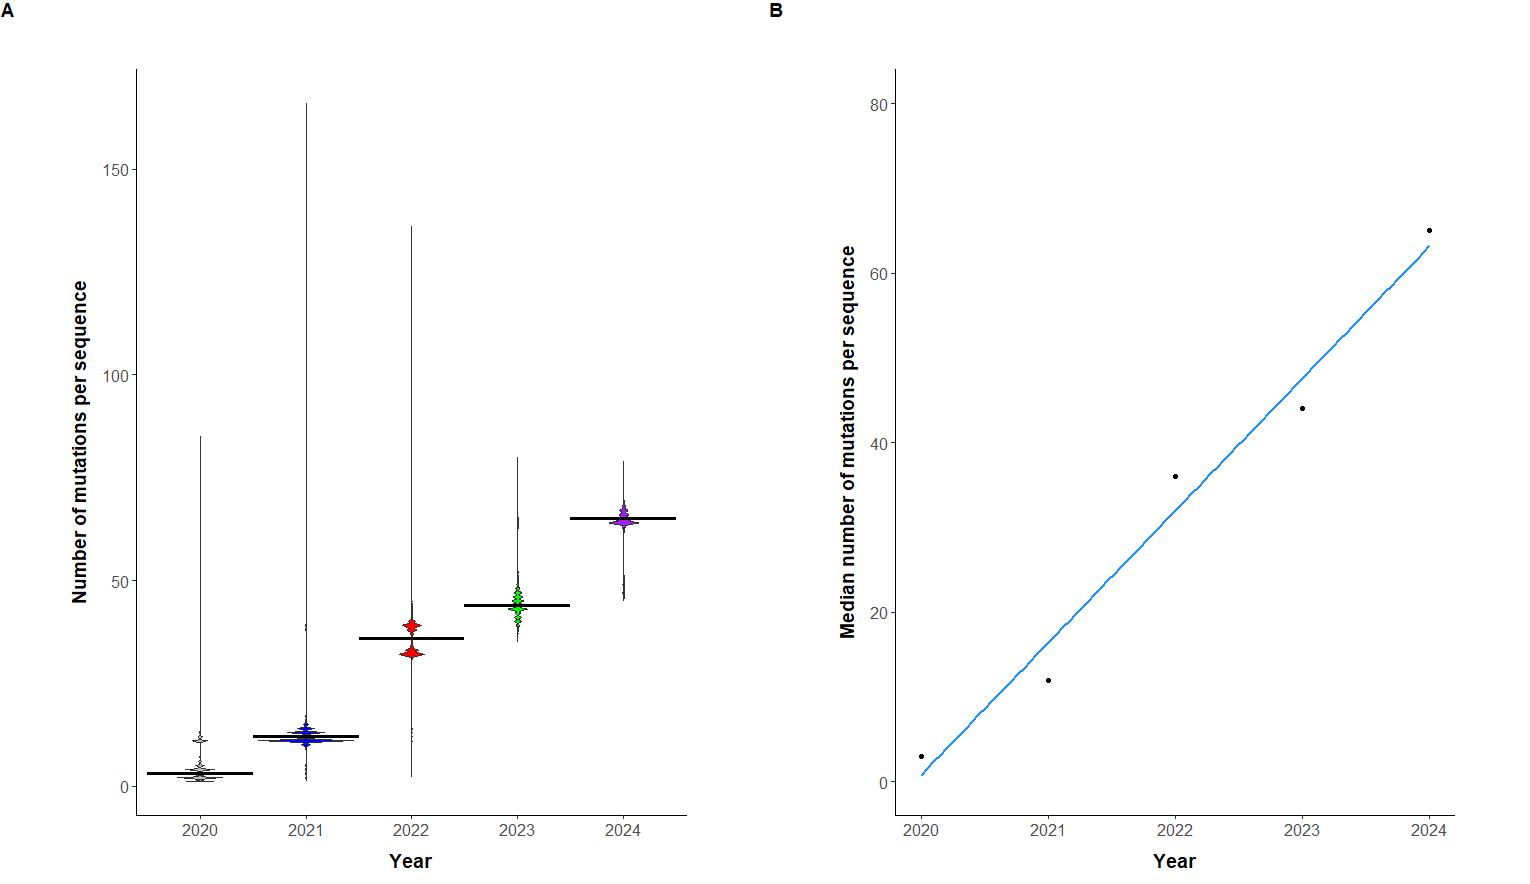 A
Number of mutations per sequence
150
100
50
0
2020 2021 2022 2023 2024
Year
B
Median number of mutations per sequence
80
60
40
20
0
2020 2021 2022 2023 2024
Year